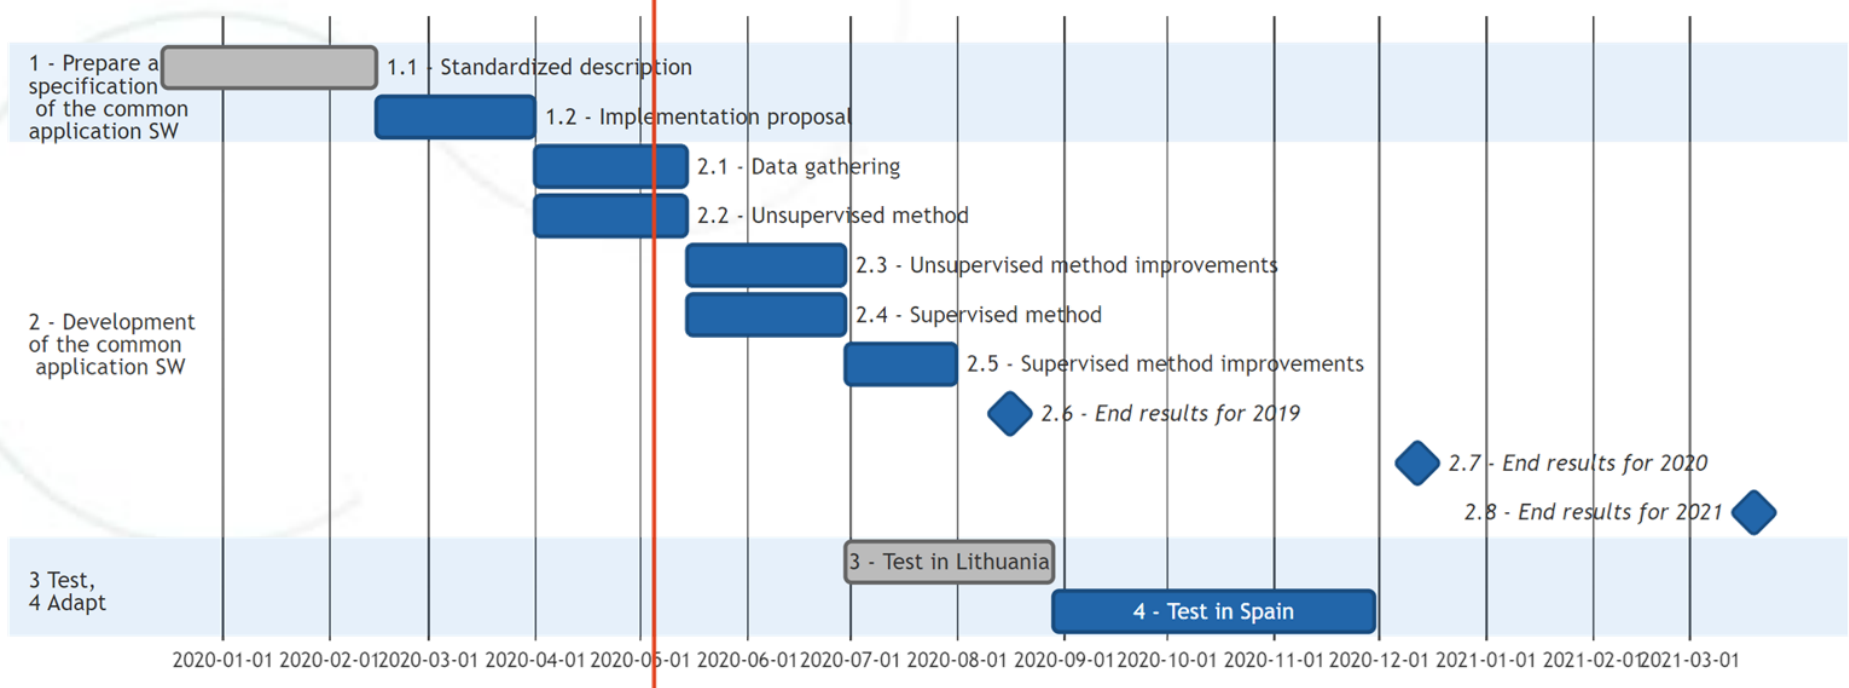 1 - Prepare a
specification
of the common
application SW
1.1 - Standardized description
1.2 - Implementation proposal
2.1 - Data gathering
2.2 - Unsupervised method
2.3 - Unsupervised method improvements
2.4 - Supervised method
2 - Development
of the common
application SW
2.5 - Supervised method improvements
2.6 - End results for 2019
2.7 - End results for 2020
2.8 - End results for 2021
3 Test,
4 Adapt
3 - Test in Lithuania
4 - Test in Spain
2020-01-01 2020-02-01 2020-03-01 2020-04-01 2020-05-01 2020-06-01 2020-07-01 2020-08-01 2020-09-01 2020-10-01 2020-11-01 2020-12-01 2021-01-01 2021-02-01 2021-03-01